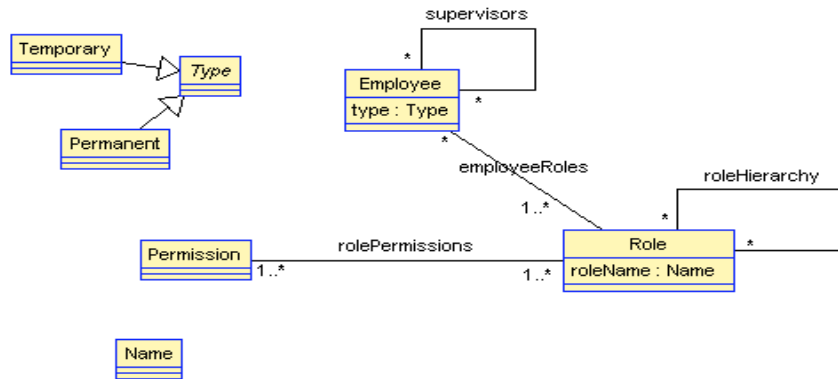 supervisors
Temporary
Type
*
Employee
*
type : Type
Permanent
*
employeeRoles
roleHierarchy
1..*
*
Role
*
Permission
rolePermissions
roleName : Name
1..*
1..*
Name